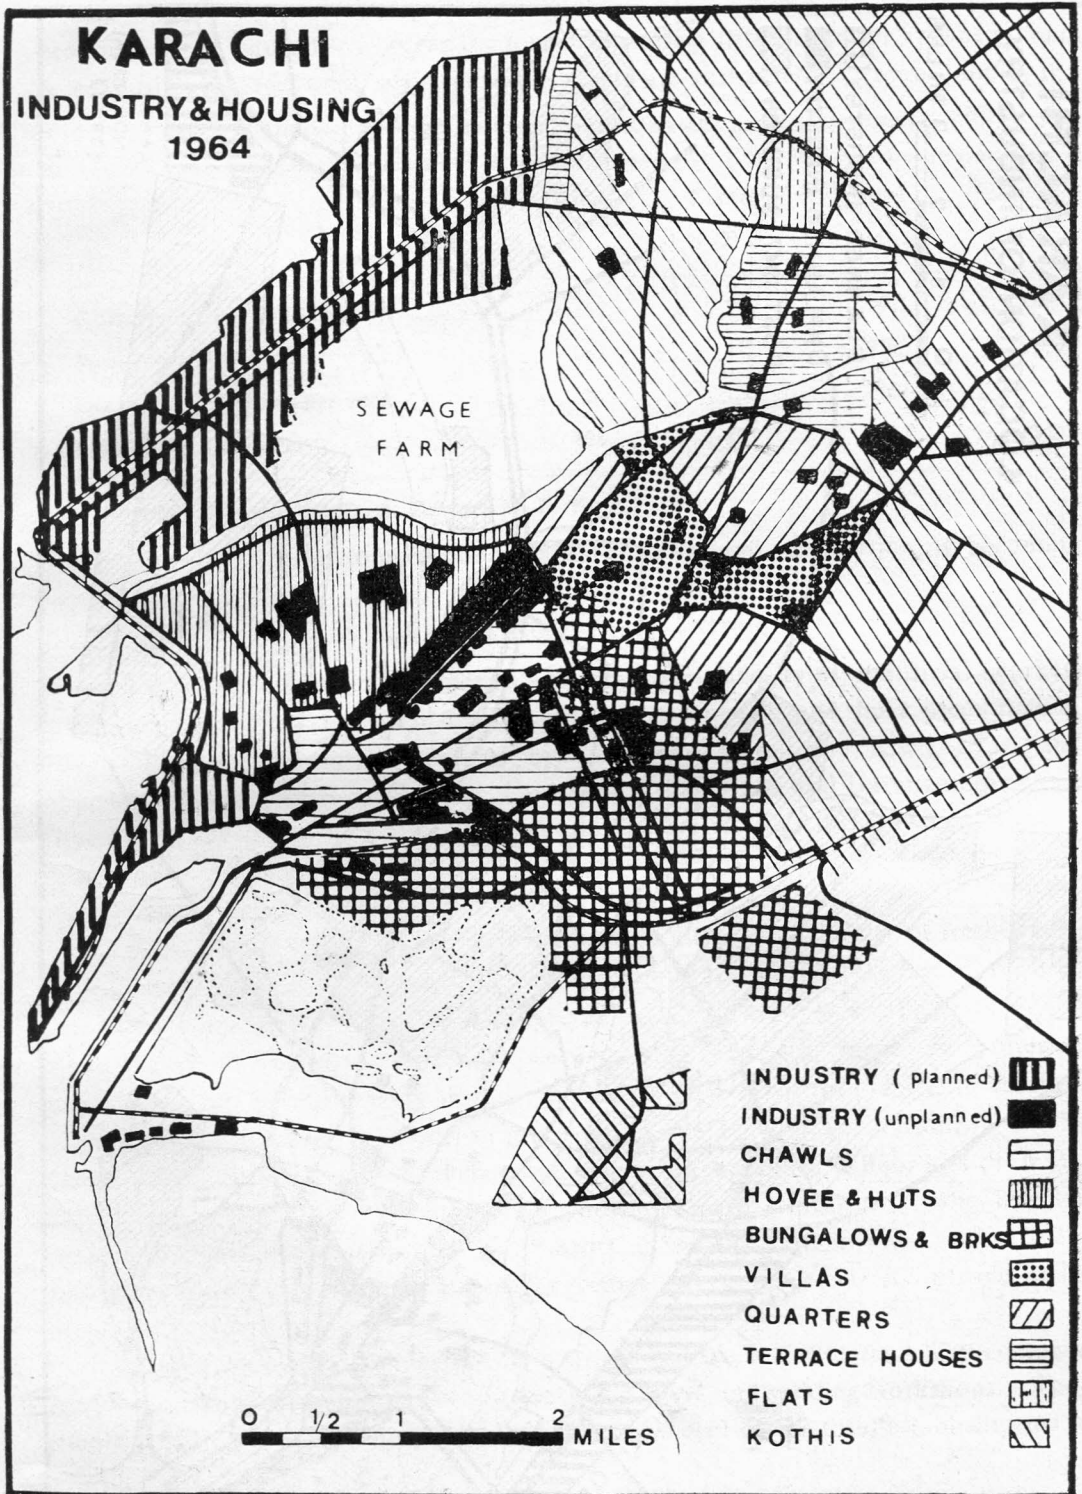 KARACHI
INDUSTRY & HOUSING
1964
SEWAGE
FARM
INDUSTRY ( planned)
INDUSTRY (unplanned)
CHAWLS
HOVEE & HUTS
BUNGALOWS & BRKS
VILLAS
QUARTERS
TERRACE HOUSES
FLATS
KOTHIS
0 1/2 1 2
MILES